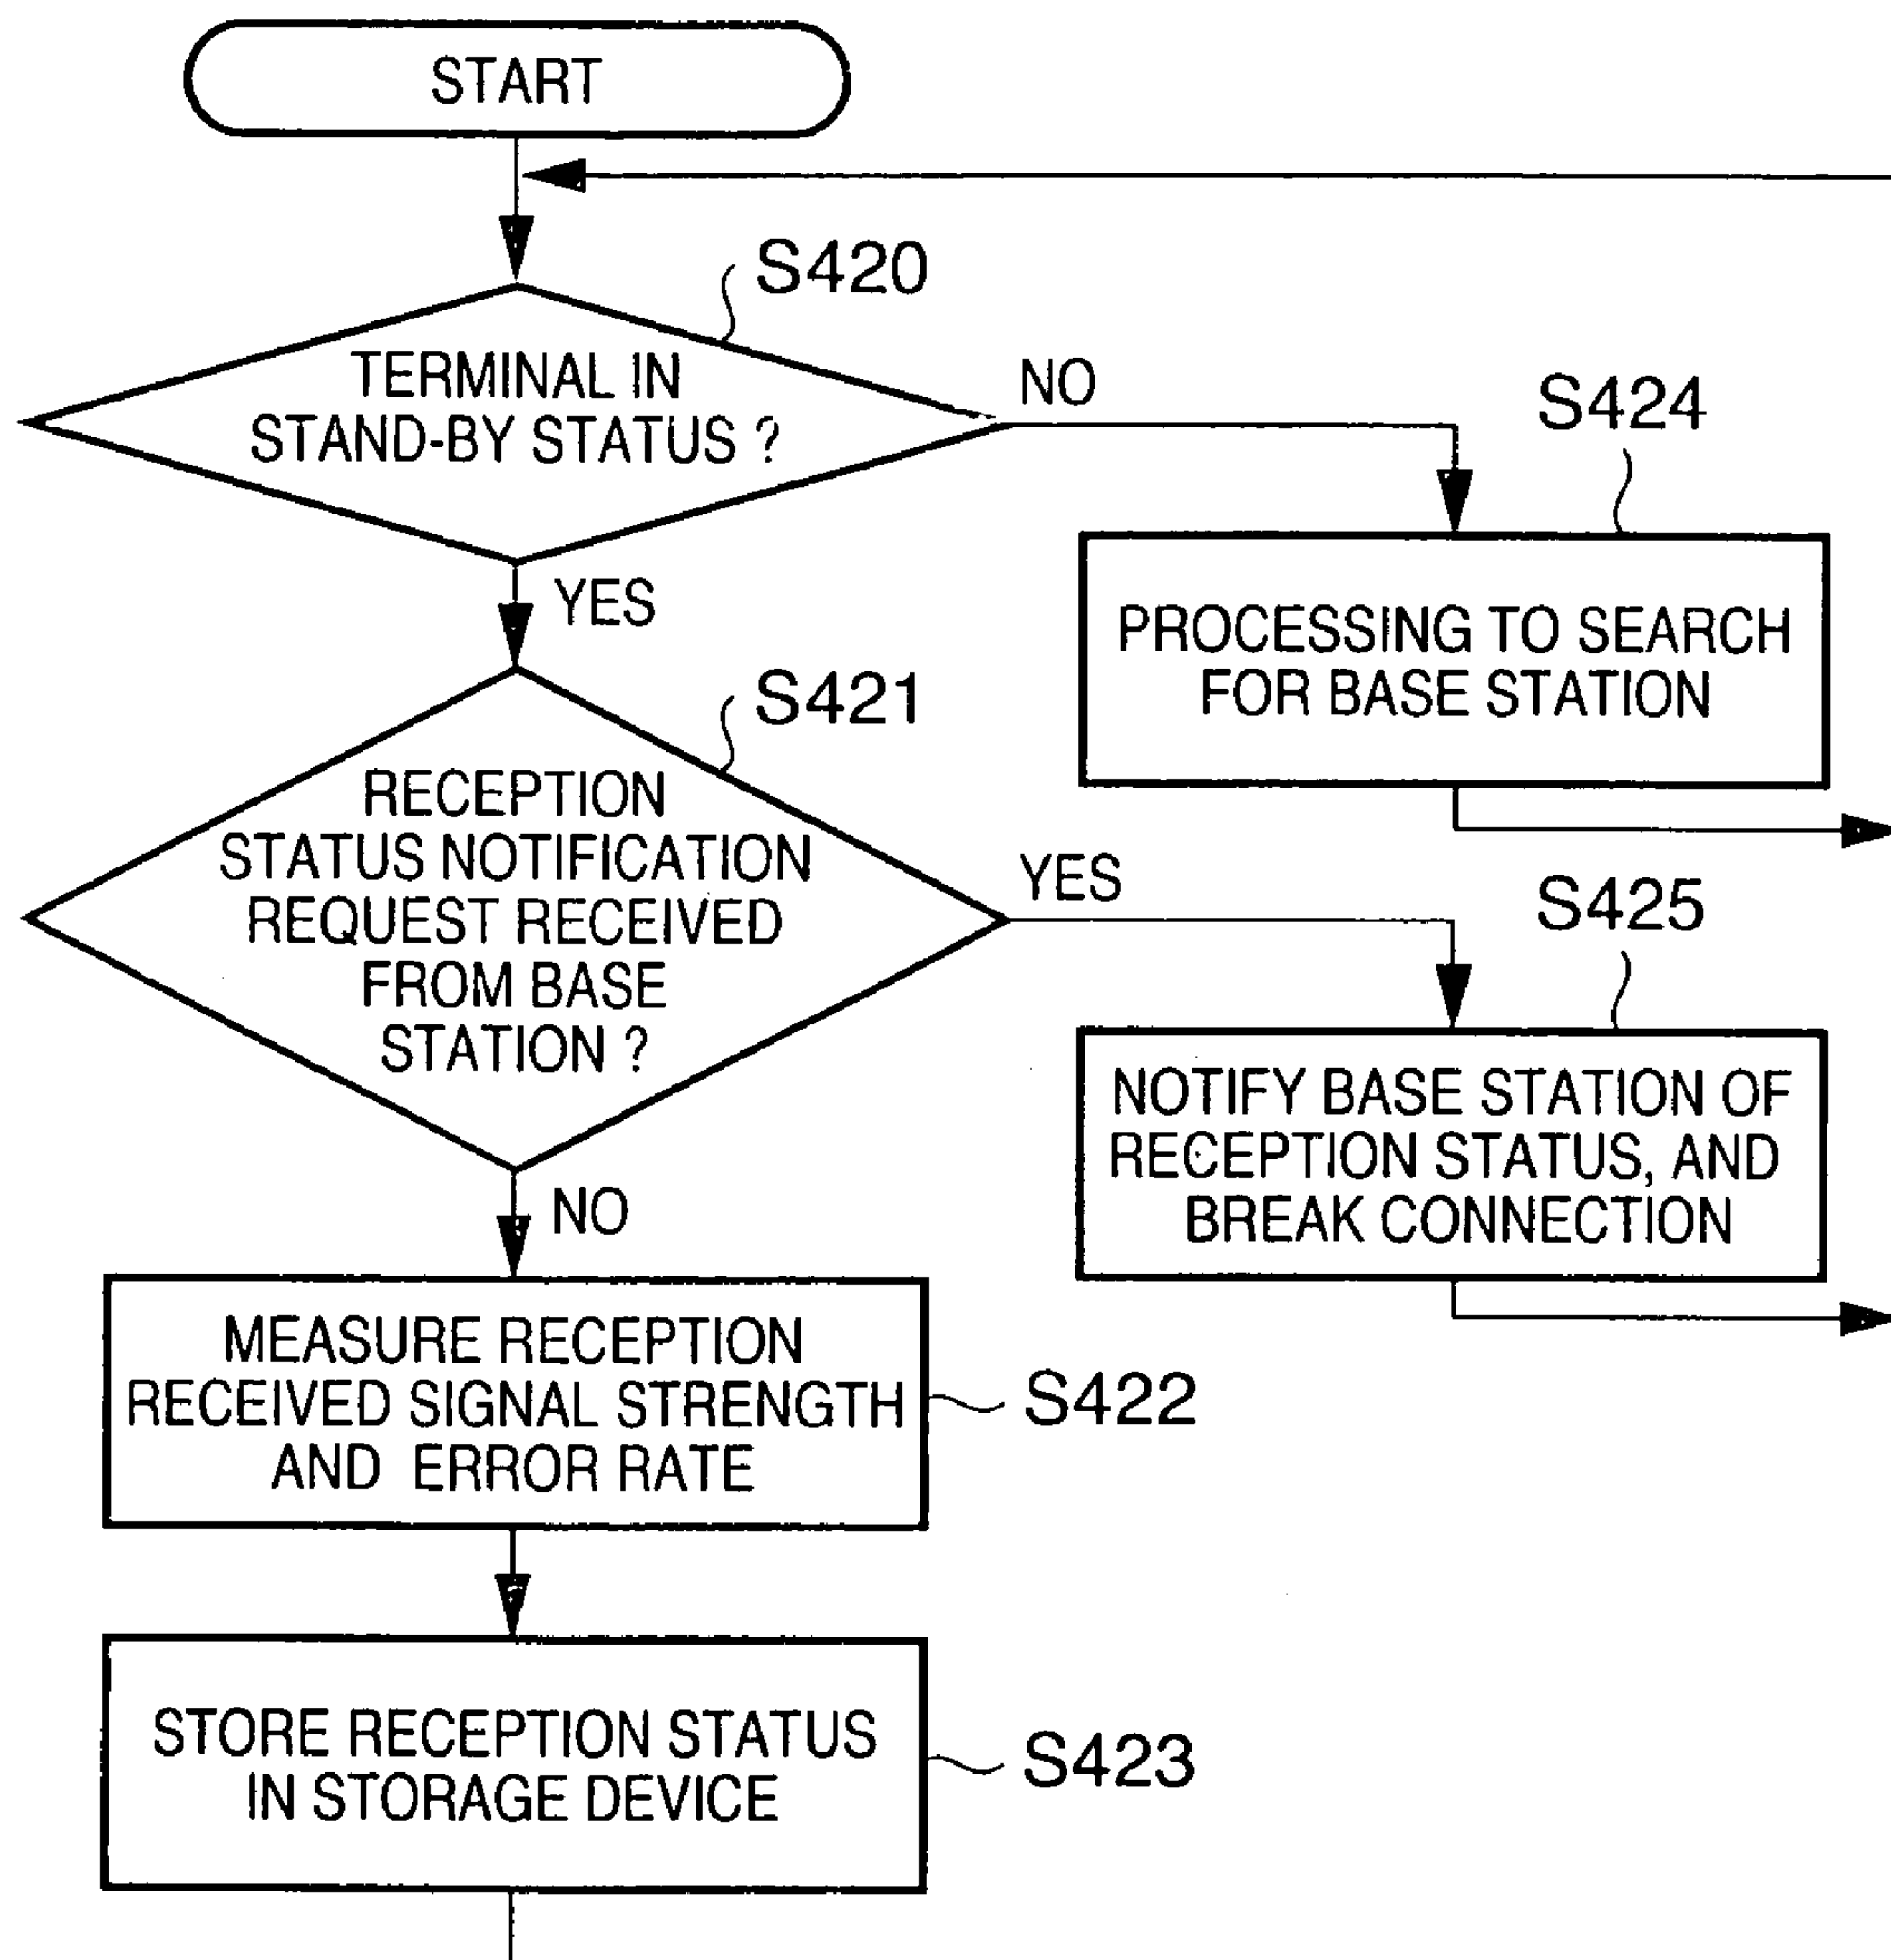 START
S420
TERMINAL IN
STAND-BY STATUS ?
NO
S424
PROCESSING TO SEARCH
FOR BASE STATION
YES
S421
RECEPTION
STATUS NOTIFICATION
REQUEST RECEIVED
FROM BASE
STATION ?
YES
S425
NOTIFY BASE STATION OF
RECEPTION STATUS, AND
BREAK CONNECTION
NO
MEASURE RECEPTION
RECEIVED SIGNAL STRENGTH
AND ERROR RATE
S422
STORE RECEPTION STATUS
IN STORAGE DEVICE
S423